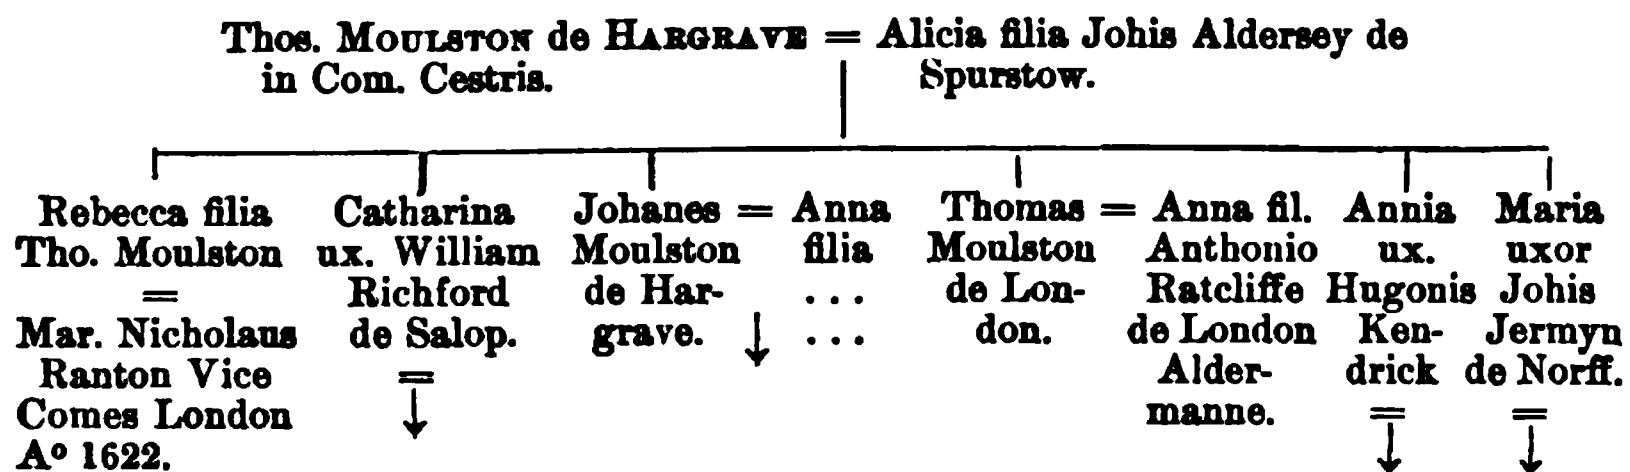 Thos. MOULSTON de HARGRAVE = Alicia filia Johis Aldersey de
in Com. Cestris.
Spurstow.
Rebecca filia
Tho. Moulston
=
Mar. Nicholaus
Ranton Vice
Comes London
Aº 1622.
Catharina
ux. William
Richford
de Salop.
=
Johanes = Anna
Moulston
de Har-
grave.
filia
...
...
Thomas = Anna fil.
Moulston
de Lon-
don.
Anthonio
Ratcliffe
de London
Alder-
manne.
Annia
ux.
Hugonis
Ken-
drick
=
Maria
uxor
Johis
Jermyn
de Norff.
=